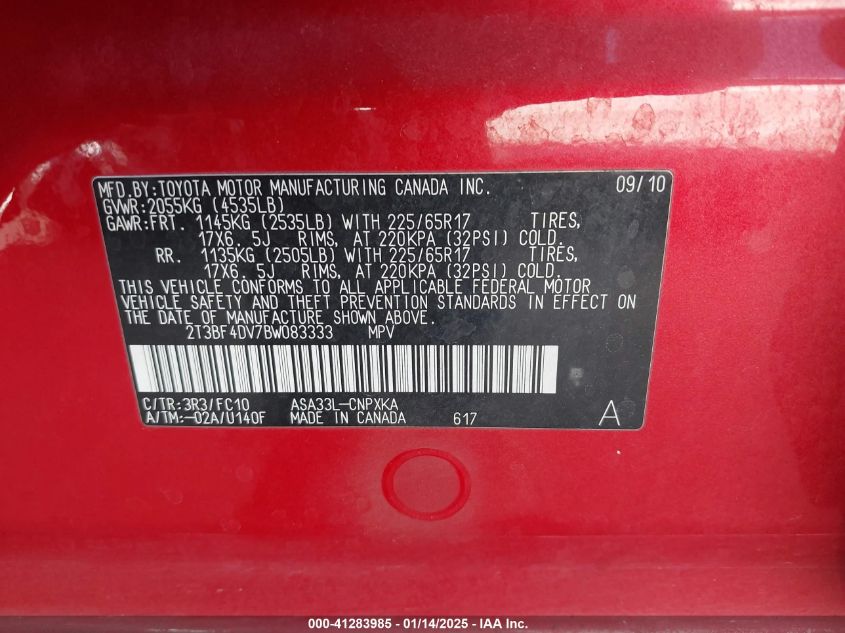 MFD.BY:TOYOTA MOTOR MANUFACTURING CANADA INC. 09/10
GVWR:2055KG (4535LB)
GAWR:FRT. 1145KG (2535LB) WITH 225/65R17 TIRES,
17X6. 5J RIMS, AT 220KPA (32PSI) COLD.
RR. 1135KG (2505LB) WITH 225/65R17 TIRES,
17X6. 5J RIMS, AT 220KPA (32PSI) COLD.
THIS VEHICLE CONFORMS TO ALL APPLICABLE FEDERAL MOTOR
VEHICLE SAFETY AND THEFT PREVENTION STANDARDS IN EFFECT ON
THE DATE OF MANUFACTURE SHOWN ABOVE.
2T3BF4DV7BW083333 MPV
C/TR:3R3/FC10 ASA33L-CNPXKA
A/TM:-02A/U140F MADE IN CANADA 617 A
000-41283985 - 01/14/2025 - IAA Inc.